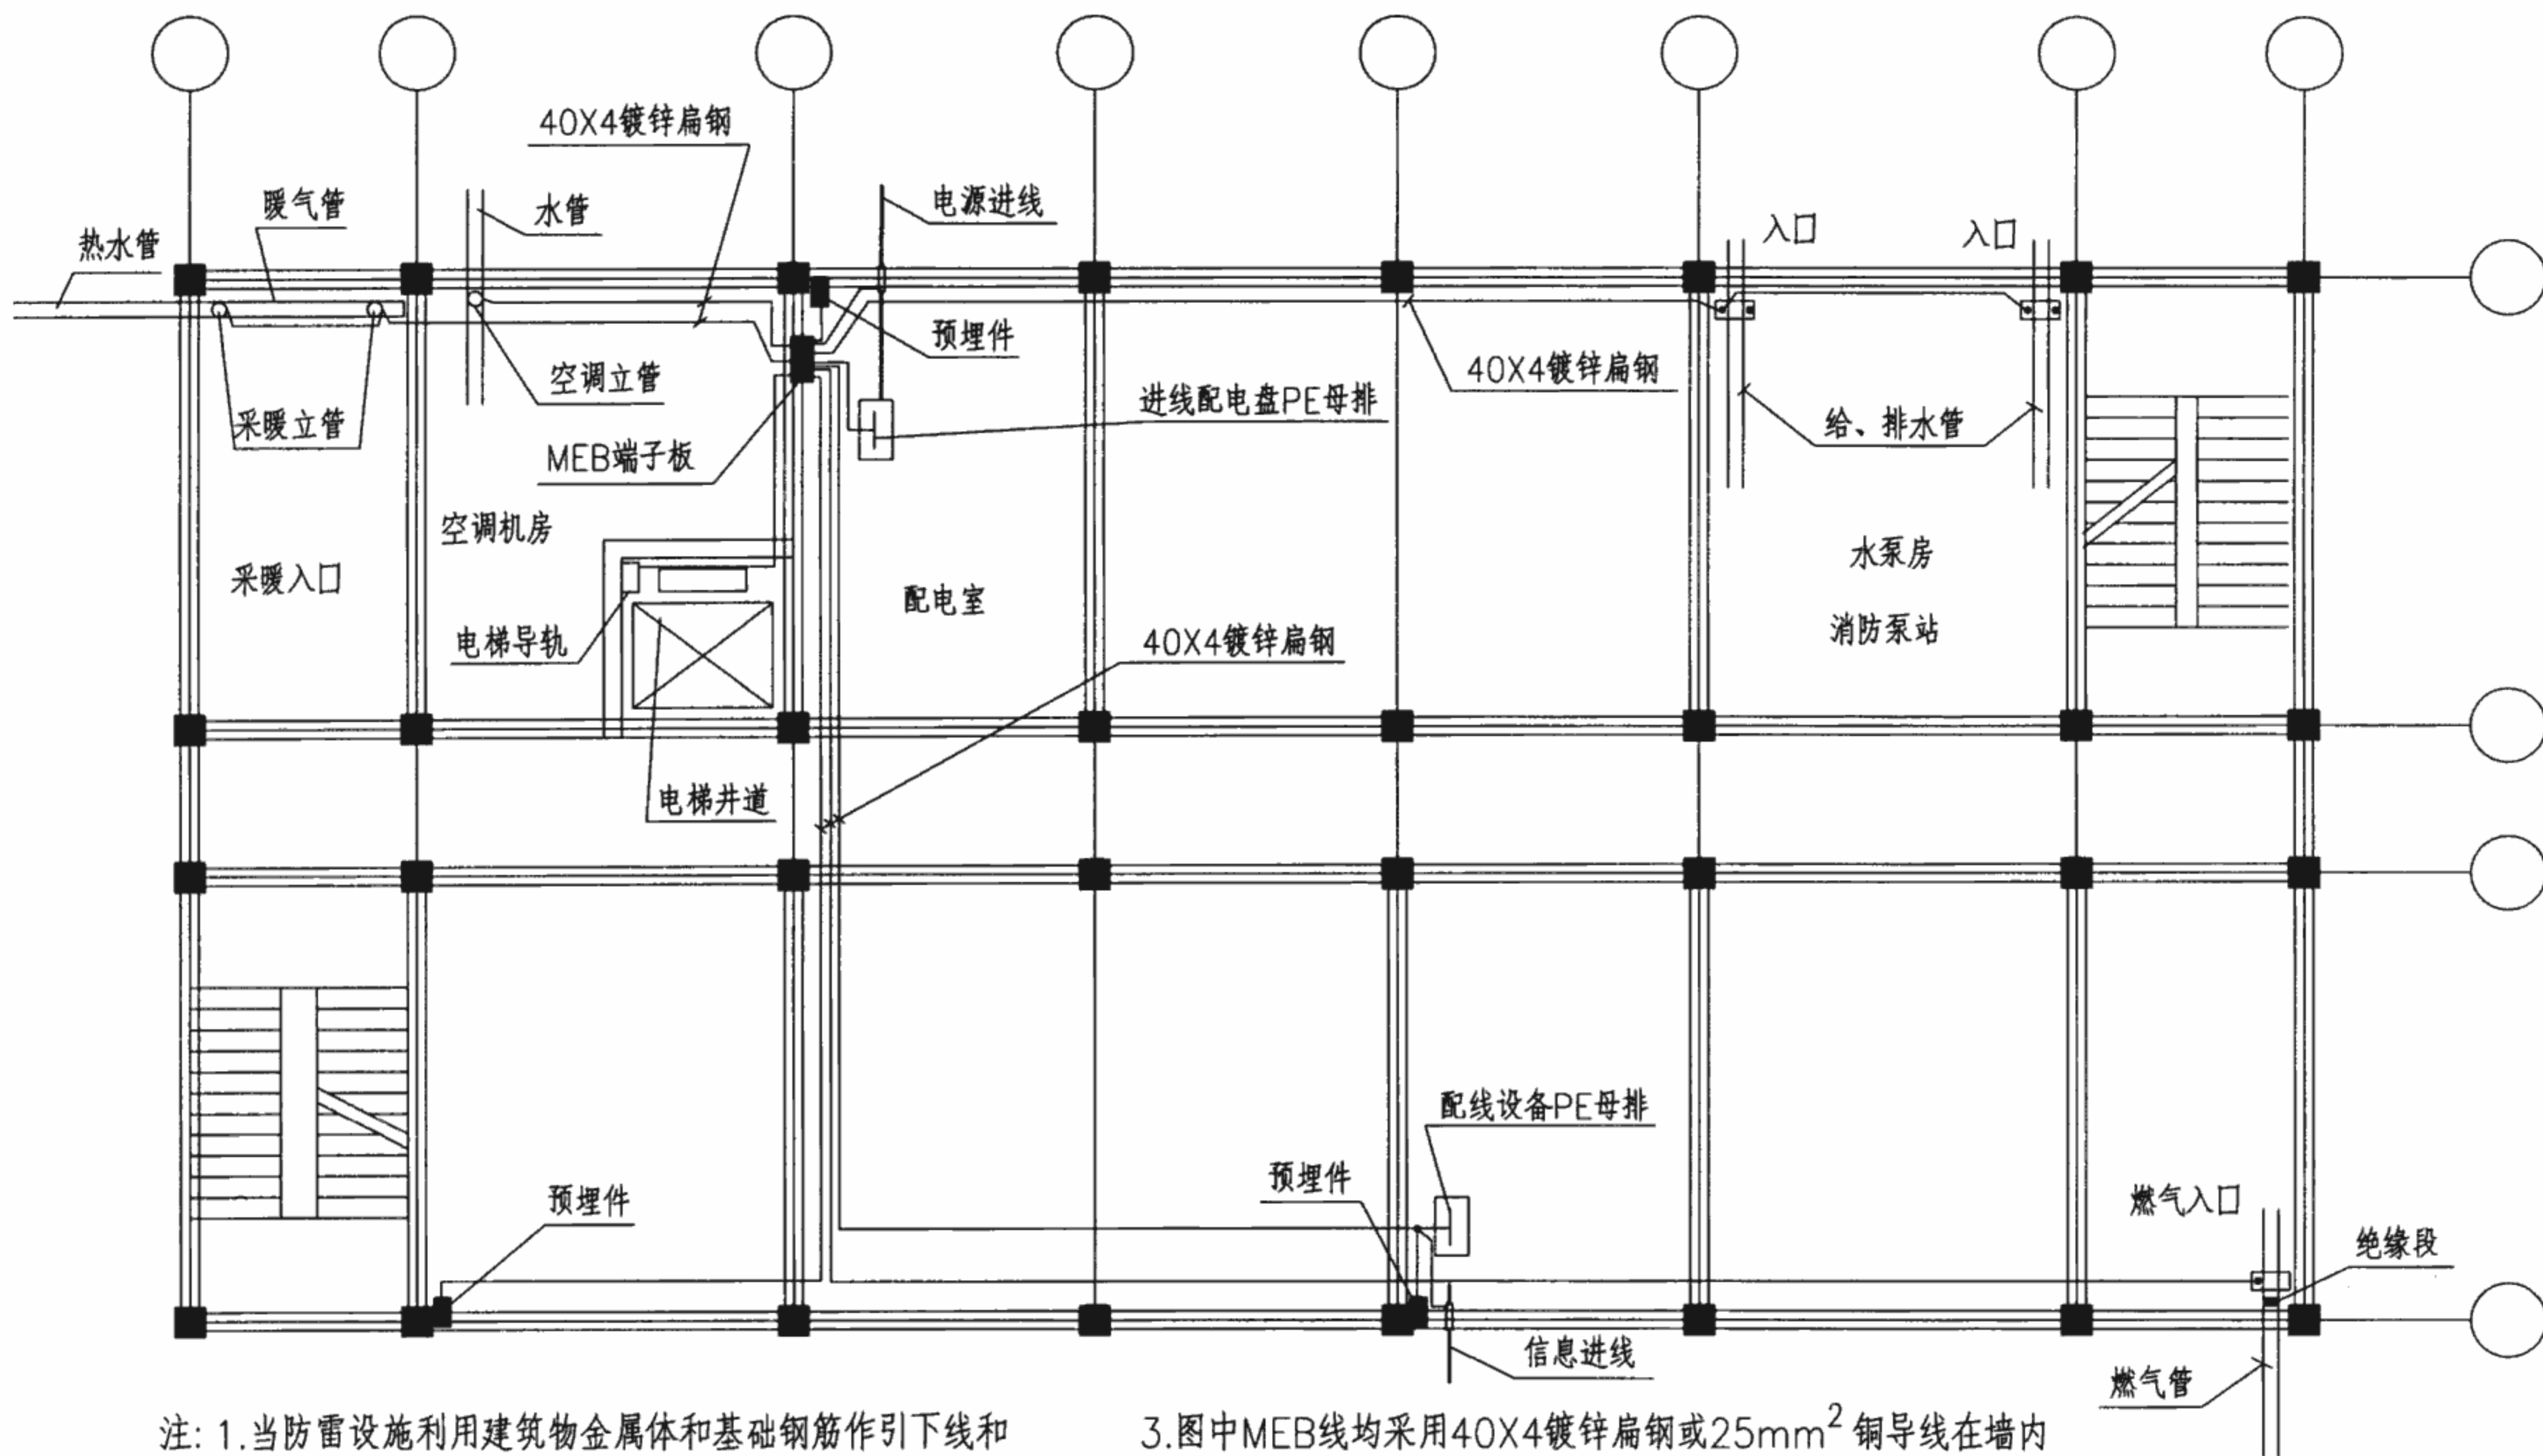 40X4镀锌扁钢
暖气管
水管
电源进线
入口
入口
热水管
预埋件
40X4镀锌扁钢
空调立管
进线配电盘PE母排
采暖立管
给、排水管
MEB端子板
空调机房
水泵房
采暖入口
配电室
消防泵站
电梯导轨
40X4镀锌扁钢
电梯井道
配线设备PE母排
预埋件
预埋件
燃气入口
绝缘段
信息进线
燃气管
注: 1.当防雷设施利用建筑物金属体和基础钢筋作引下线和
3.图中MEB线均采用40X4镀锌扁钢或25mm² 铜导线在墙内